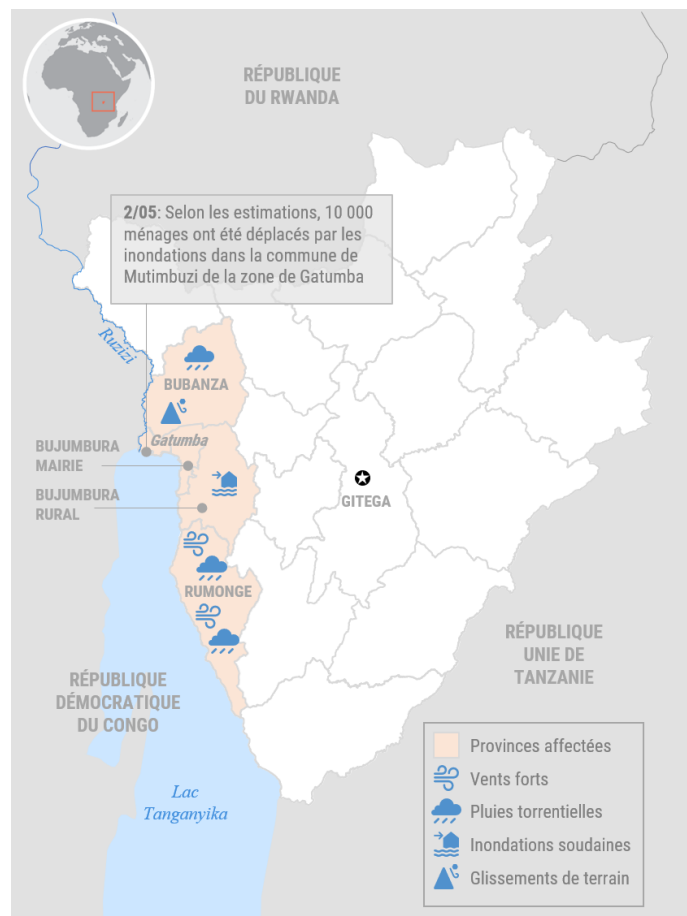 RÉPUBLIQUE
DU RWANDA
2/05: Selon les estimations, 10 000
ménages ont été déplacés par les
inondations dans la commune de
Mutimbuzi de la zone de Gatumba
Ruzizi
BUBANZA
Gatumba
BUJUMBURA
MAIRIE
BUJUMBURA
RURAL
GITEGA
RUMONGE
RÉPUBLIQUE
UNIE DE
TANZANIE
RÉPUBLIQUE
DÉMOCRATIQUE
DU CONGO
Lac
Tanganyika
Provinces affectées
Vents forts
Pluies torrentielles
Inondations soudaines
Glissements de terrain